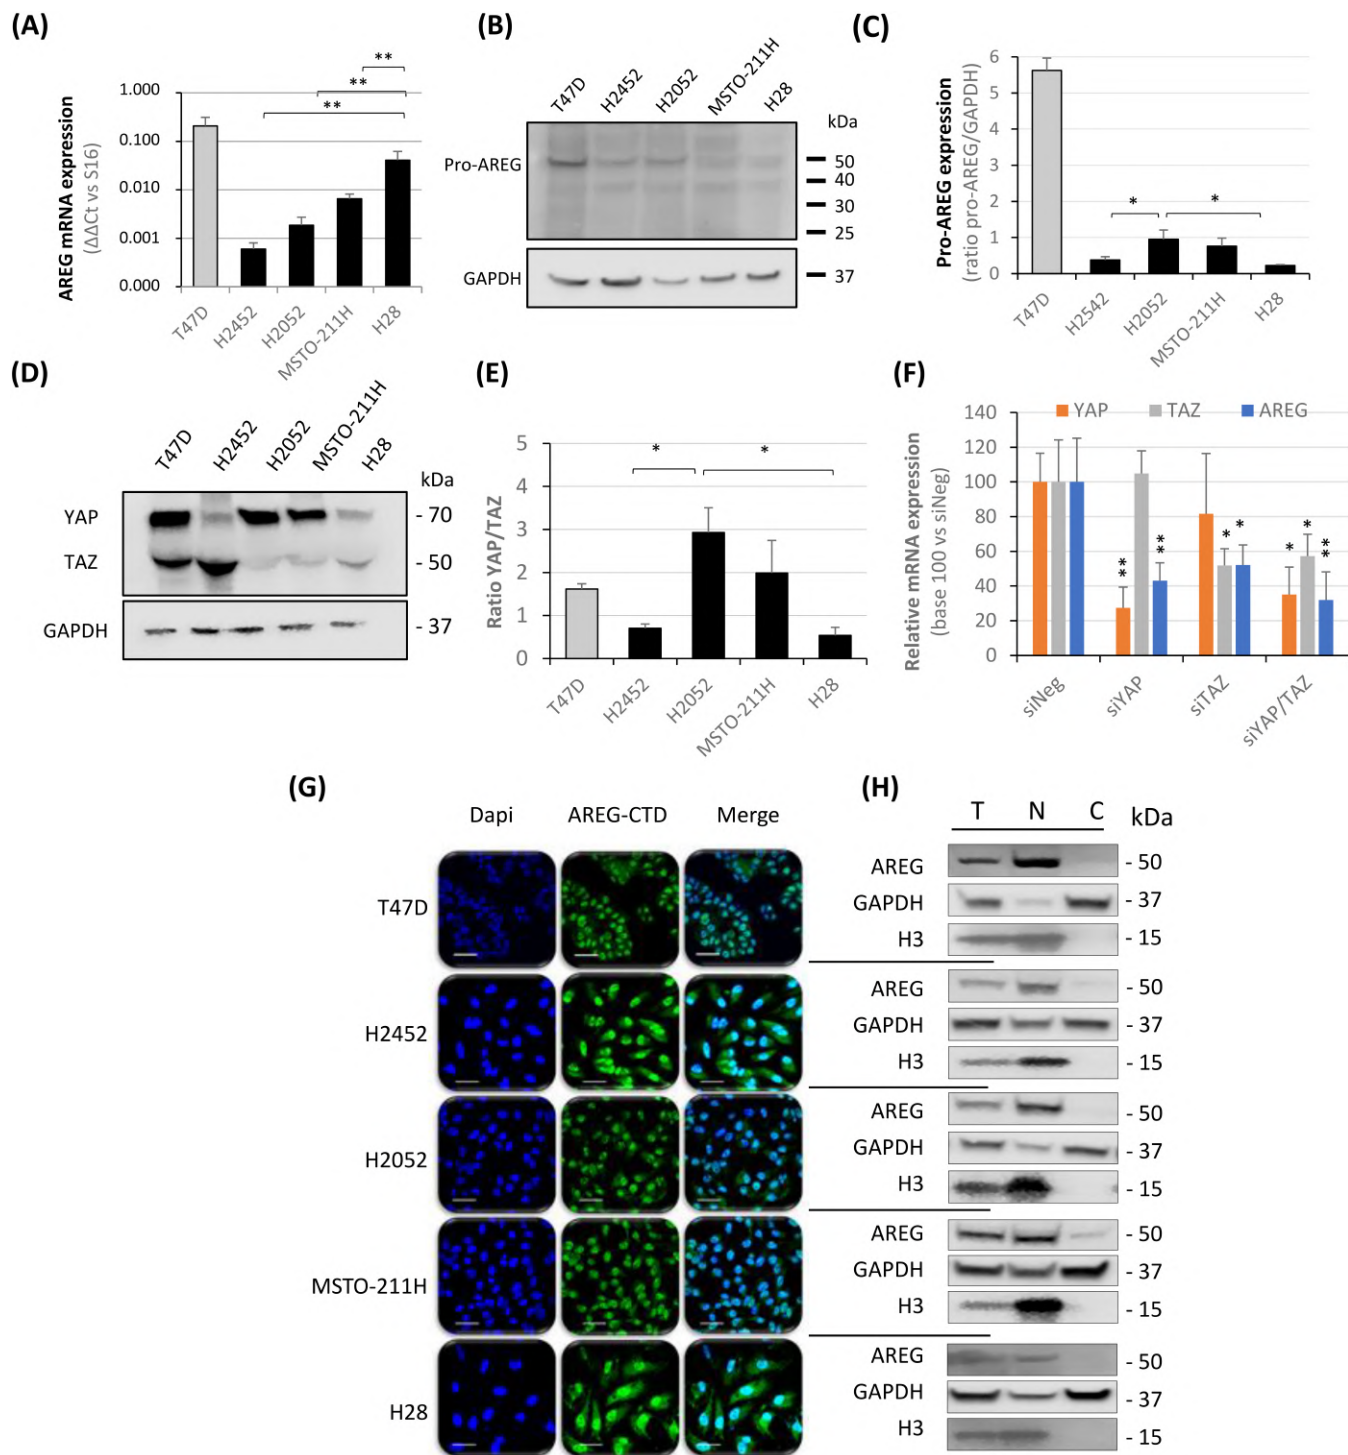 (A)
**
**
**
AREG mRNA expression
(ΔΔCt vs S16)
1.000
0.100
0.010
0.001
0.000
T47D
H2452
H2052
MSTO-211H
H28
(B)
T47D
H2452
H2052
MSTO-211H
H28
kDa
Pro-AREG
50
40
30
25
GAPDH
37
(C)
Pro-AREG expression
(ratio pro-AREG/GAPDH)
6
5
4
3
2
1
0
*
*
T47D
H2542
H2052
MSTO-211H
H28
(D)
T47D
H2452
H2052
MSTO-211H
H28
kDa
YAP
- 70
TAZ
- 50
GAPDH
- 37
(E)
Ratio YAP/TAZ
5
4
3
2
1
0
*
*
T47D
H2452
H2052
MSTO-211H
H28
(F)
Relative mRNA expression
(base 100 vs siNeg)
YAP TAZ AREG
140
120
100
80
60
40
20
0
**
**
*
*
*
*
**
siNeg
siYAP
siTAZ
siYAP/TAZ
(G)
Dapi AREG-CTD Merge
T47D
H2452
H2052
MSTO-211H
H28
(H)
T N C kDa
AREG - 50
GAPDH - 37
H3 - 15
AREG - 50
GAPDH - 37
H3 - 15
AREG - 50
GAPDH - 37
H3 - 15
AREG - 50
GAPDH - 37
H3 - 15
AREG - 50
GAPDH - 37
H3 - 15